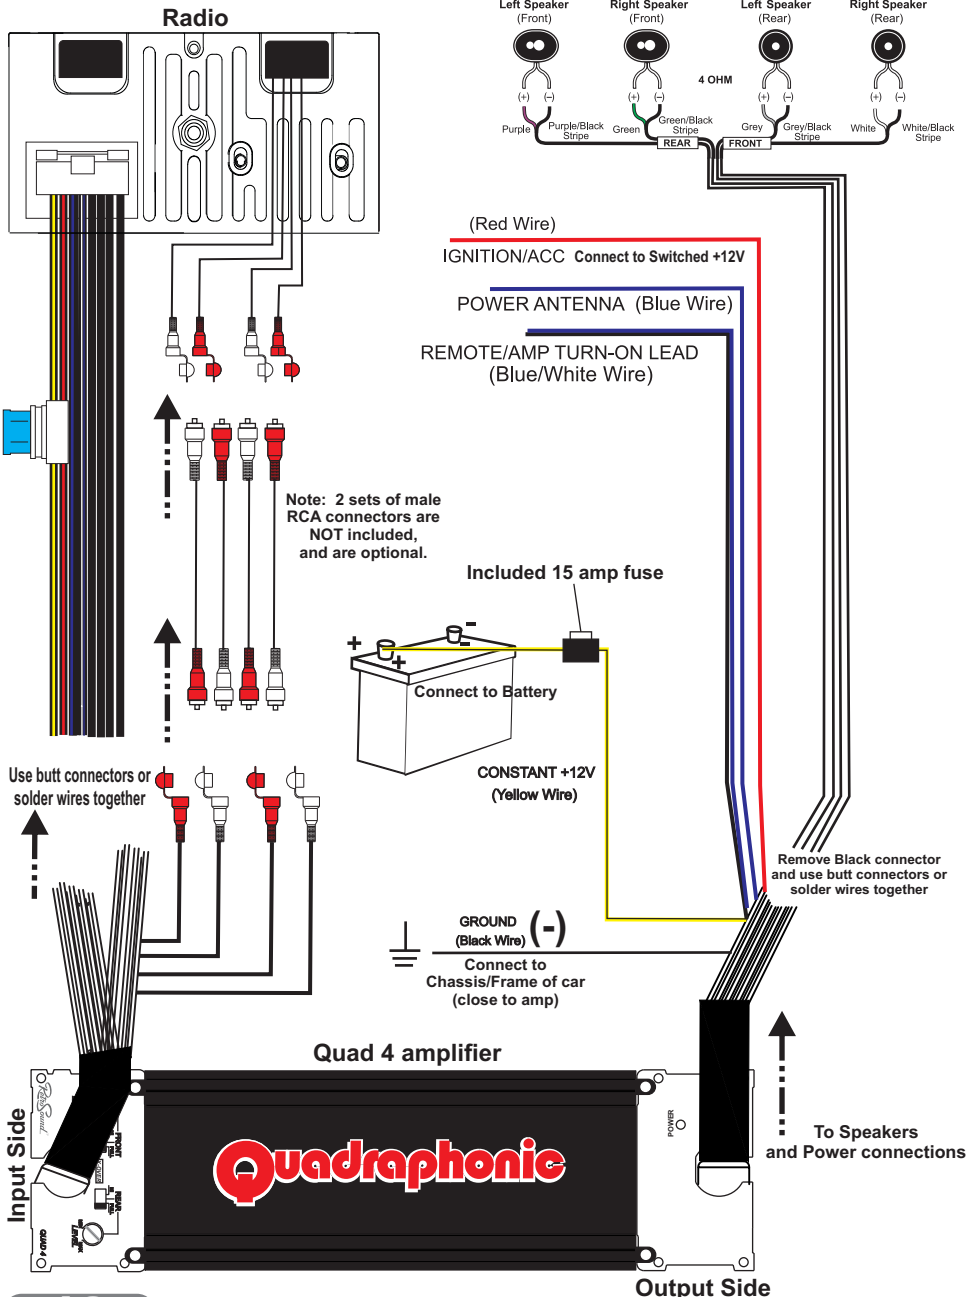 Radio
Left Speaker
(Front)
Right Speaker
(Front)
Left Speaker
(Rear)
Right Speaker
(Rear)
4 OHM
(+) (-)
(+) (-)
(+) (-)
(+) (-)
Purple
Purple/Black
Stripe
Green
Green/Black
Stripe
Grey
Grey/Black
Stripe
White
White/Black
Stripe
REAR
FRONT
(Red Wire)
IGNITION/ACC Connect to Switched +12V
POWER ANTENNA (Blue Wire)
REMOTE/AMP TURN-ON LEAD
(Blue/White Wire)
Note: 2 sets of male
RCA connectors are
NOT included,
and are optional.
Included 15 amp fuse
+ -
+ -
Connect to Battery
CONSTANT +12V
(Yellow Wire)
Use butt connectors or
solder wires together
Remove Black connector
and use butt connectors or
solder wires together
GROUND
(Black Wire) (-)
Connect to
Chassis/Frame of car
(close to amp)
Quad 4 amplifier
Input Side
RetroSound
FRONT
REAR
LEVEL
QUAD 4
Quadraphonic
POWER
To Speakers
and Power connections
Output Side